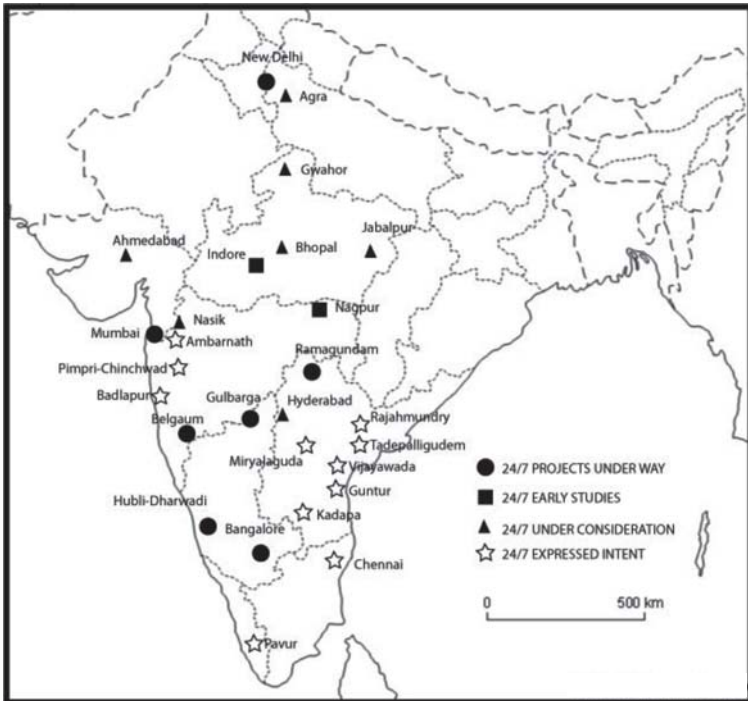 New Delhi
Agra
Gwahor
Jabalpur
Ahmedabad
Bhopal
Indore
Nagpur
Nasik
Mumbai
Ambarnath
Ramagundam
Pimpri-Chinchwad
Badlapur
Gulbarga
Hyderabad
Belgaum
Rajahmundry
Tadepalligudem
Miryalaguda
Vijayawada
Guntur
Hubli-Dharwadi
Kadapa
Bangalore
Chennai
Pavur
24/7 PROJECTS UNDER WAY
24/7 EARLY STUDIES
24/7 UNDER CONSIDERATION
24/7 EXPRESSED INTENT
0 500 km